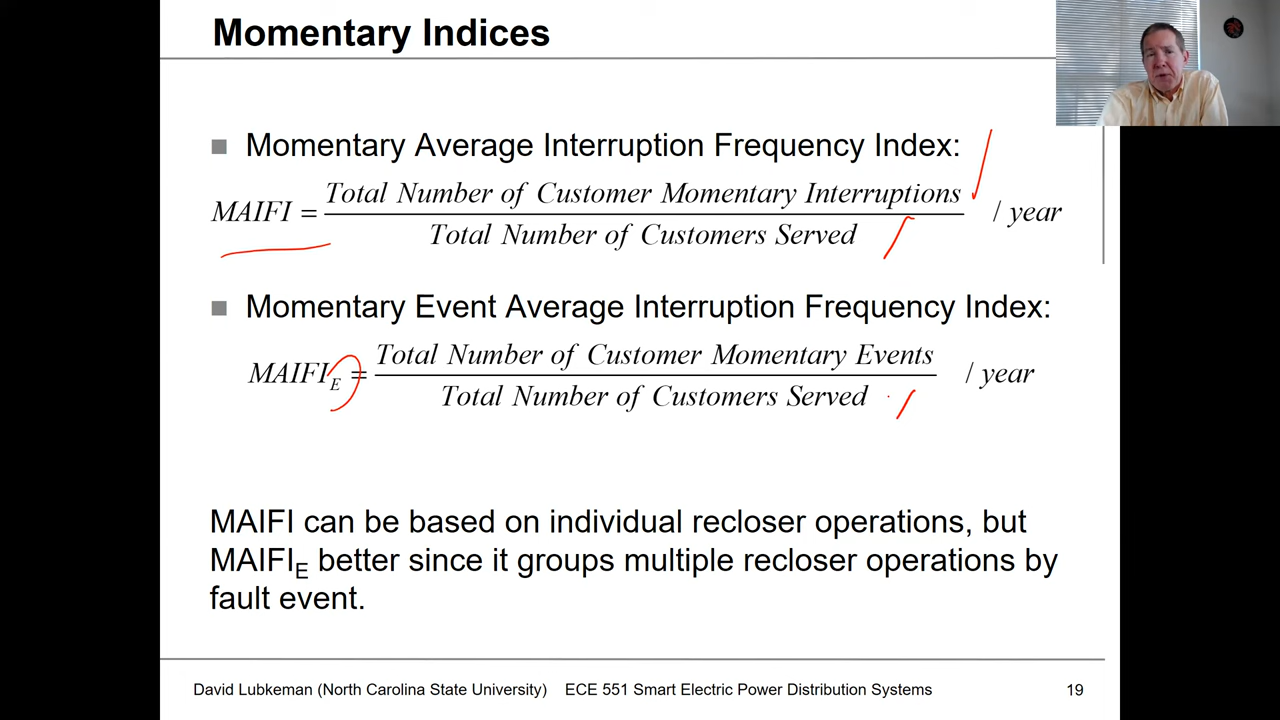 Momentary Indices
Momentary Average Interruption Frequency Index:
MAIFI = Total Number of Customer Momentary Interruptions / year
Total Number of Customers Served
Momentary Event Average Interruption Frequency Index:
MAIFI_E = Total Number of Customer Momentary Events / year
Total Number of Customers Served
MAIFI can be based on individual recloser operations, but
MAIFI_E better since it groups multiple recloser operations by
fault event.
David Lubkeman (North Carolina State University) ECE 551 Smart Electric Power Distribution Systems 19